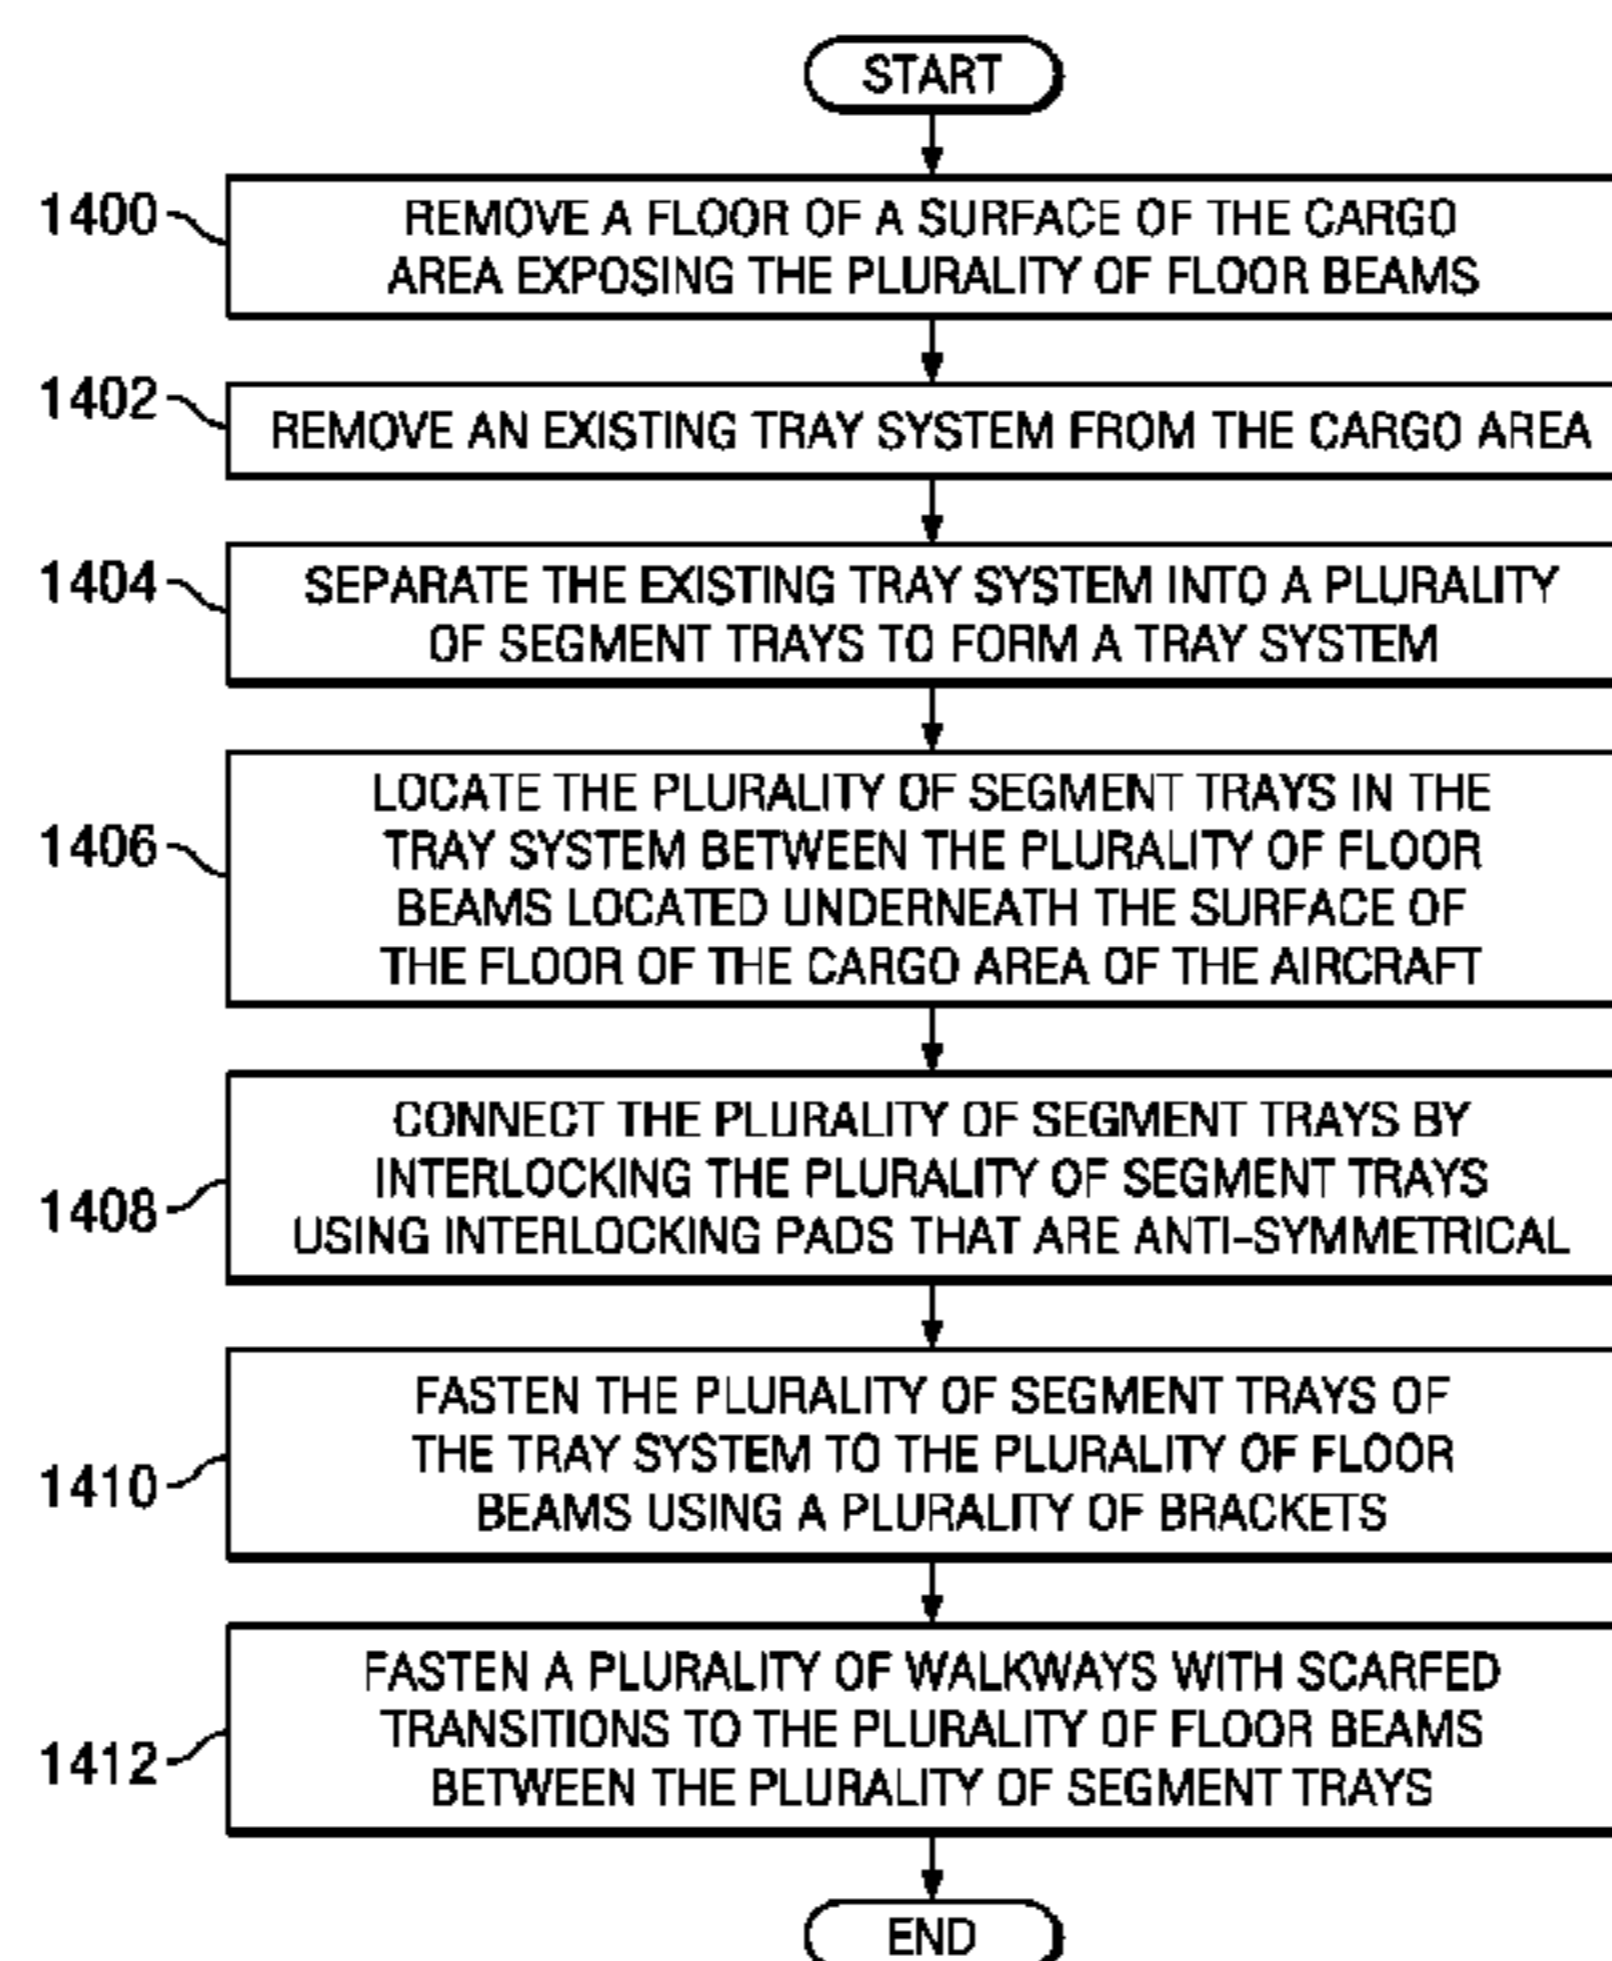 START
1400
REMOVE A FLOOR OF A SURFACE OF THE CARGO
AREA EXPOSING THE PLURALITY OF FLOOR BEAMS
1402
REMOVE AN EXISTING TRAY SYSTEM FROM THE CARGO AREA
1404
SEPARATE THE EXISTING TRAY SYSTEM INTO A PLURALITY
OF SEGMENT TRAYS TO FORM A TRAY SYSTEM
1406
LOCATE THE PLURALITY OF SEGMENT TRAYS IN THE
TRAY SYSTEM BETWEEN THE PLURALITY OF FLOOR
BEAMS LOCATED UNDERNEATH THE SURFACE OF
THE FLOOR OF THE CARGO AREA OF THE AIRCRAFT
1408
CONNECT THE PLURALITY OF SEGMENT TRAYS BY
INTERLOCKING THE PLURALITY OF SEGMENT TRAYS
USING INTERLOCKING PADS THAT ARE ANTI-SYMMETRICAL
1410
FASTEN THE PLURALITY OF SEGMENT TRAYS OF
THE TRAY SYSTEM TO THE PLURALITY OF FLOOR
BEAMS USING A PLURALITY OF BRACKETS
1412
FASTEN A PLURALITY OF WALKWAYS WITH SCARFED
TRANSITIONS TO THE PLURALITY OF FLOOR BEAMS
BETWEEN THE PLURALITY OF SEGMENT TRAYS
END